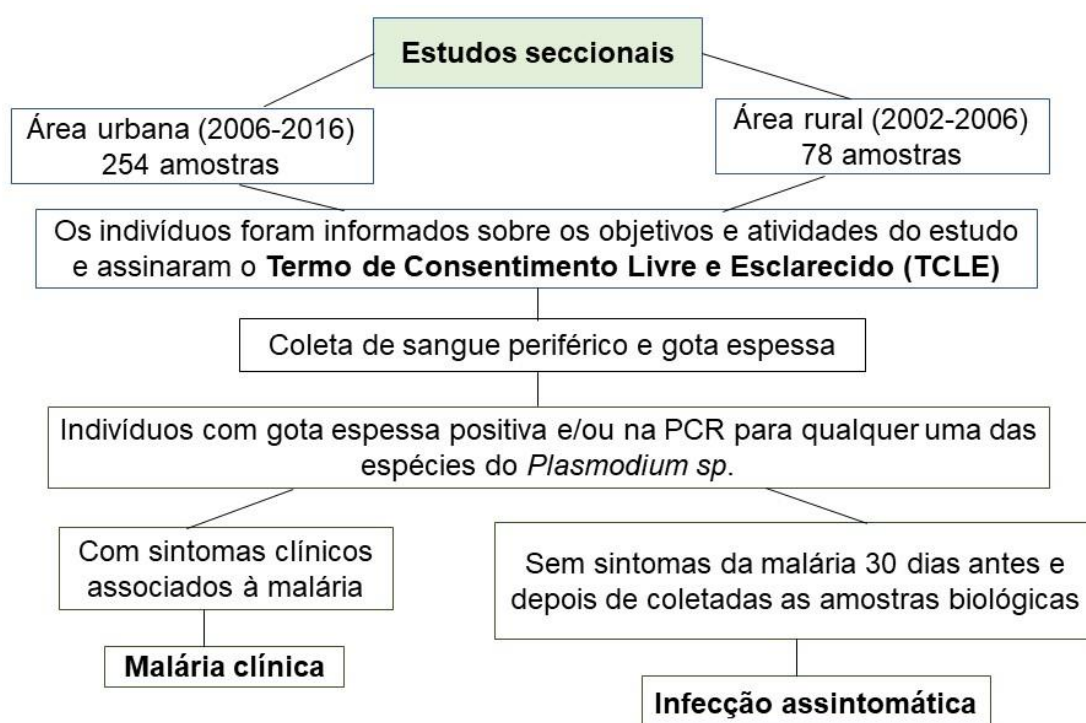 Estudos seccionais
Área urbana (2006-2016)
254 amostras
Área rural (2002-2006)
78 amostras
Os indivíduos foram informados sobre os objetivos e atividades do estudo
e assinaram o Termo de Consentimento Livre e Esclarecido (TCLE)
Coleta de sangue periférico e gota espessa
Indivíduos com gota espessa positiva e/ou na PCR para qualquer uma das
espécies do Plasmodium sp.
Com sintomas clínicos
associados à malária
Sem sintomas da malária 30 dias antes e
depois de coletadas as amostras biológicas
Malária clínica
Infecção assintomática